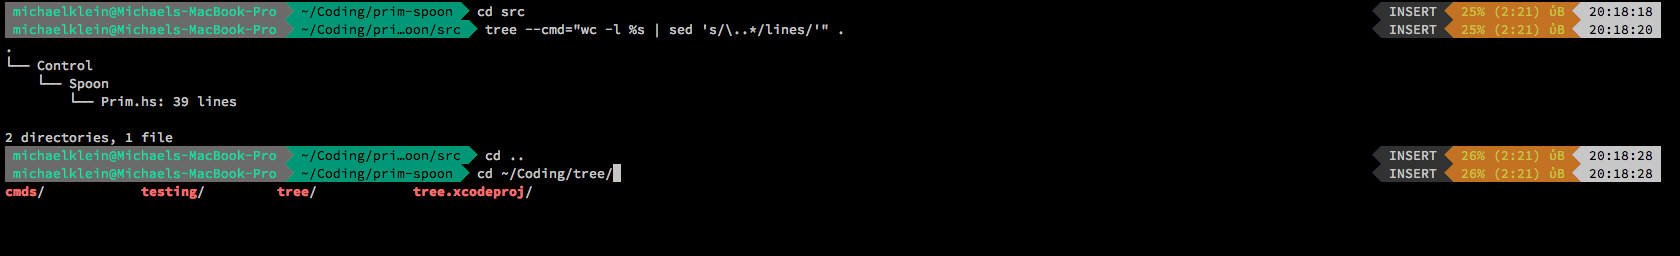 michaelklein@Michaels-MacBook-Pro ~/Coding/prim-spoon cd src INSERT 25% (2:21) ûB 20:18:18
michaelklein@Michaels-MacBook-Pro ~/Coding/pri…oon/src tree --cmd="wc -l %s | sed 's/\..*/lines/'" . INSERT 25% (2:21) ûB 20:18:20
.
└── Control
    └── Spoon
        └── Prim.hs: 39 lines
2 directories, 1 file
michaelklein@Michaels-MacBook-Pro ~/Coding/pri…oon/src cd .. INSERT 26% (2:21) ûB 20:18:28
michaelklein@Michaels-MacBook-Pro ~/Coding/prim-spoon cd ~/Coding/tree/ INSERT 26% (2:21) ûB 20:18:28
cmds/ testing/ tree/ tree.xcodeproj/